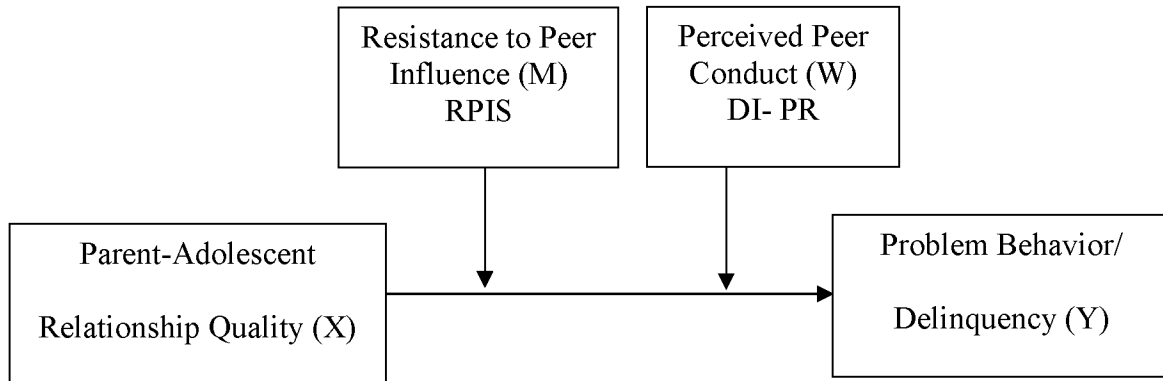 Resistance to Peer
Influence (M)
RPIS
Perceived Peer
Conduct (W)
DI- PR
Parent-Adolescent
Relationship Quality (X)
Problem Behavior/
Delinquency (Y)